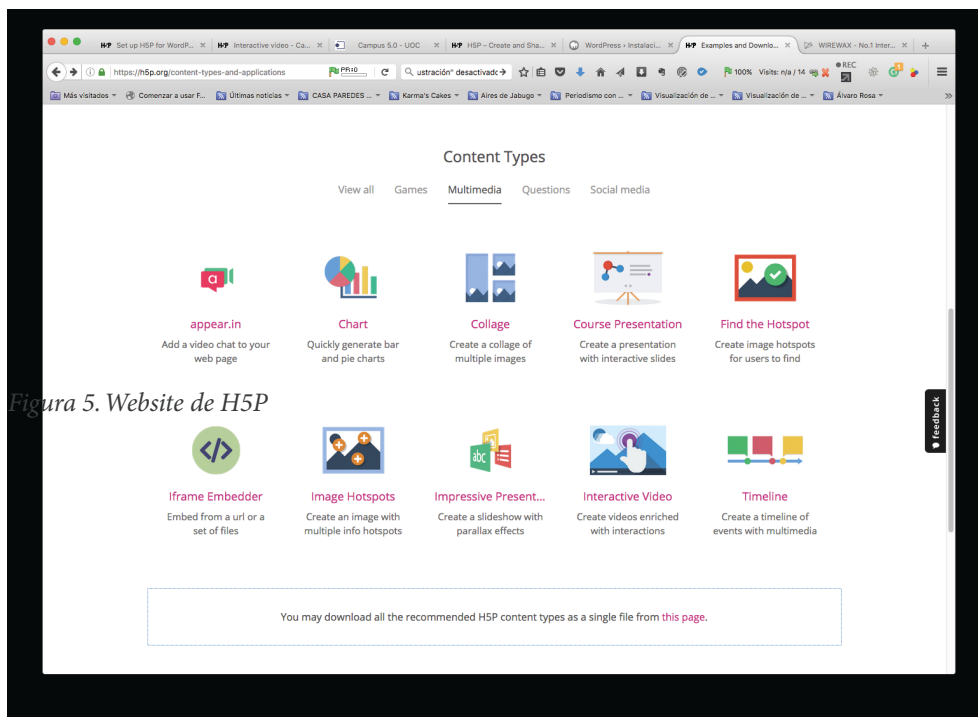 H-P Set up H5P for WordP... × H-P Interactive video - Ca... × Campus 5.0 - UOC × H-P H5P – Create and Sha... × WordPress › Instalaci... × H-P Examples and Downlo... × WIREWAX - No.1 Inter... × +
https://h5p.org/content-types-and-applications PR:0 ustración" desactivadc 100% Visits: n/a / 14 REC 1
Más visitados Comenzar a usar F... Últimas noticias CASA PAREDES ... Karma's Cakes Aires de Jabugo Periodismo con ... Visualización de ... Visualización de ... Álvaro Rosa »
Content Types
View all Games Multimedia Questions Social media
appear.in Chart Collage Course Presentation Find the Hotspot
Add a video chat to your Quickly generate bar Create a collage of Create a presentation Create image hotspots
web page and pie charts multiple images with interactive slides for users to find
Figura 5. Website de H5P
feedback
abc
Iframe Embedder Image Hotspots Impressive Present... Interactive Video Timeline
Embed from a url or a Create an image with Create a slideshow with Create videos enriched Create a timeline of
set of files multiple info hotspots parallax effects with interactions events with multimedia
You may download all the recommended H5P content types as a single file from this page.